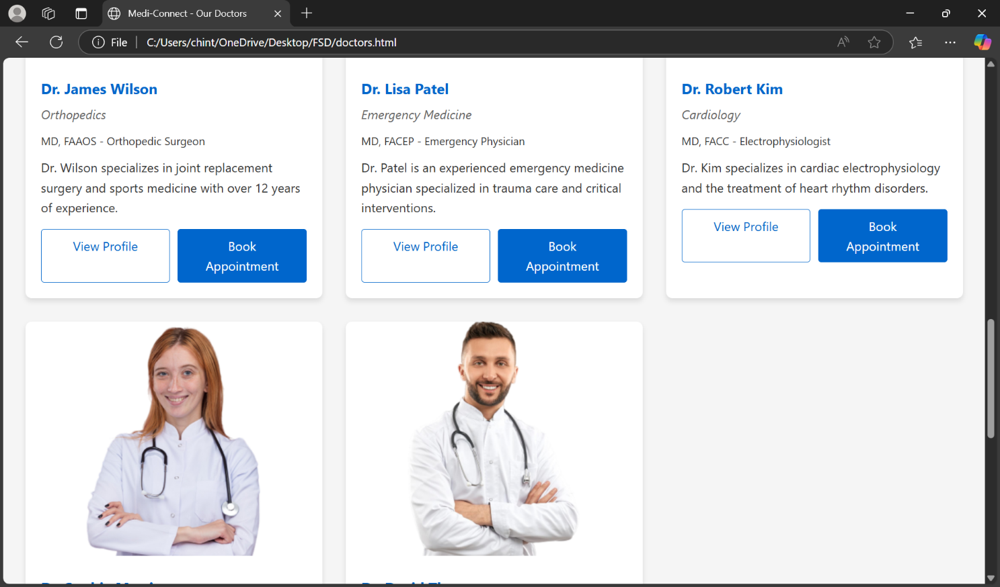 Medi-Connect - Our Doctors
File
C:/Users/chint/OneDrive/Desktop/FSD/doctors.html
Dr. James Wilson
Orthopedics
MD, FAAOS - Orthopedic Surgeon
Dr. Wilson specializes in joint replacement
surgery and sports medicine with over 12 years
of experience.
View Profile
Book
Appointment
Dr. Lisa Patel
Emergency Medicine
MD, FACEP - Emergency Physician
Dr. Patel is an experienced emergency medicine
physician specialized in trauma care and critical
interventions.
View Profile
Book
Appointment
Dr. Robert Kim
Cardiology
MD, FACC - Electrophysiologist
Dr. Kim specializes in cardiac electrophysiology
and the treatment of heart rhythm disorders.
View Profile
Book
Appointment